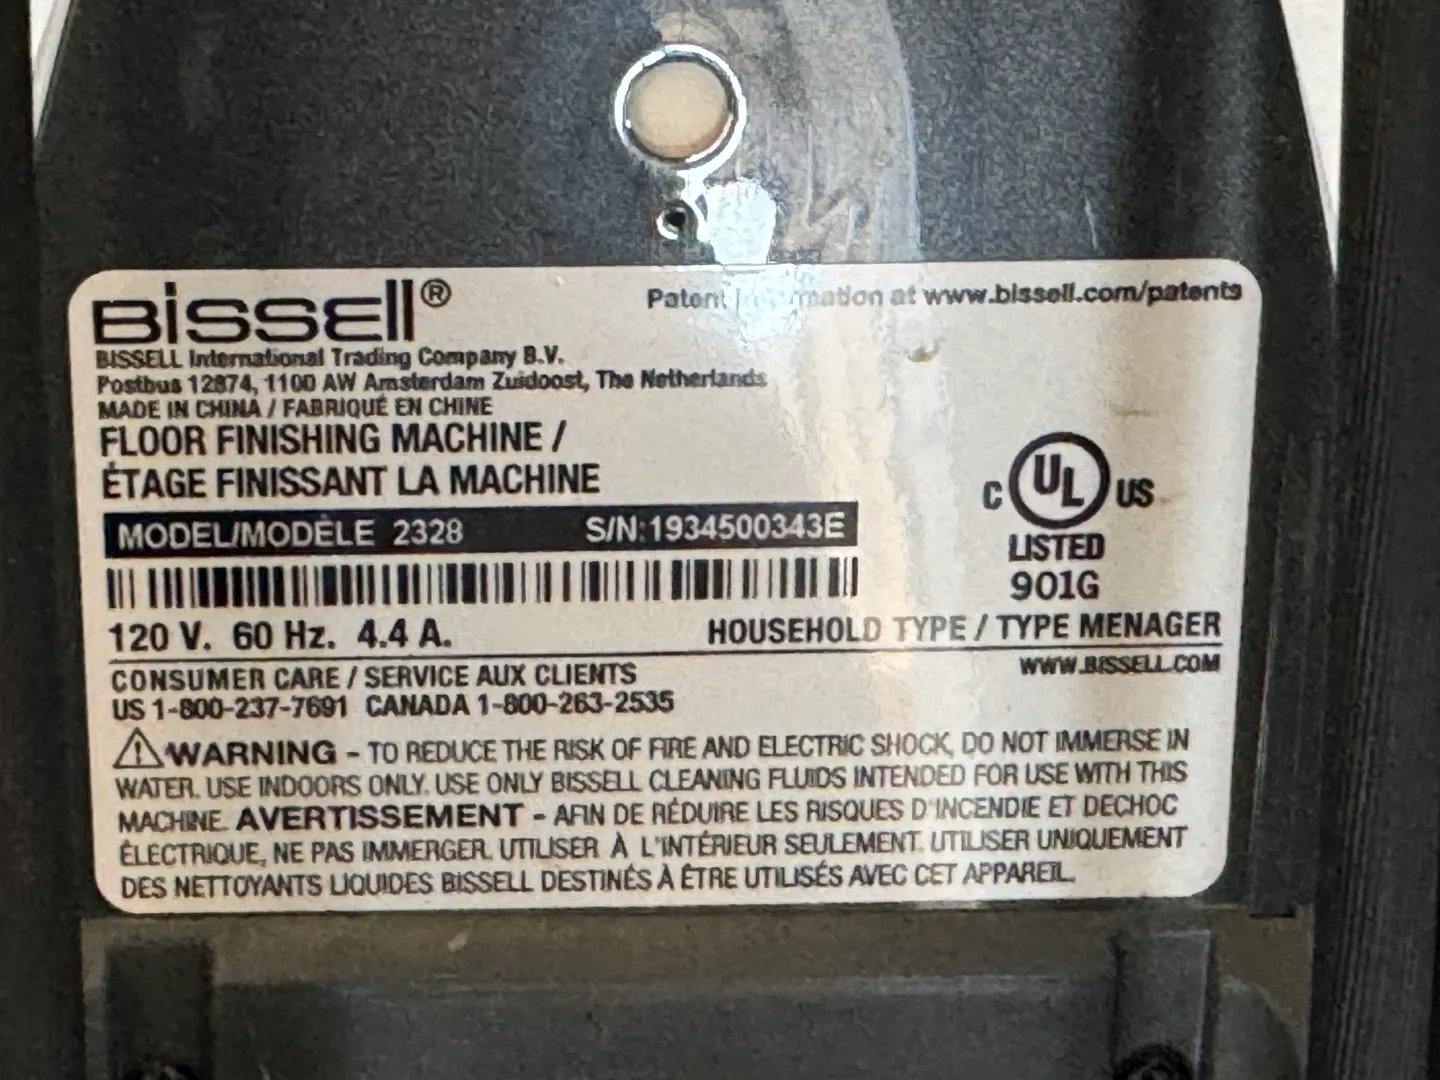 BISSELL®
Patent information at www.bissell.com/patents
BISSELL International Trading Company B.V.
Postbus 12874, 1100 AW Amsterdam Zuidoost, The Netherlands
MADE IN CHINA / FABRIQUÉ EN CHINE
FLOOR FINISHING MACHINE /
ÉTAGE FINISSANT LA MACHINE
MODEL/MODÈLE 2328 S/N:1934500343E
C UL US
LISTED
901G
120 V. 60 Hz. 4.4 A.
HOUSEHOLD TYPE / TYPE MENAGER
CONSUMER CARE / SERVICE AUX CLIENTS
WWW.BISSELL.COM
US 1-800-237-7691 CANADA 1-800-263-2535
⚠WARNING - TO REDUCE THE RISK OF FIRE AND ELECTRIC SHOCK, DO NOT IMMERSE IN
WATER. USE INDOORS ONLY. USE ONLY BISSELL CLEANING FLUIDS INTENDED FOR USE WITH THIS
MACHINE. AVERTISSEMENT - AFIN DE RÉDUIRE LES RISQUES D'INCENDIE ET DECHOC
ÉLECTRIQUE, NE PAS IMMERGER. UTILISER À L'INTÉRIEUR SEULEMENT. UTILISER UNIQUEMENT
DES NETTOYANTS LIQUIDES BISSELL DESTINÉS À ÊTRE UTILISÉS AVEC CET APPAREIL.